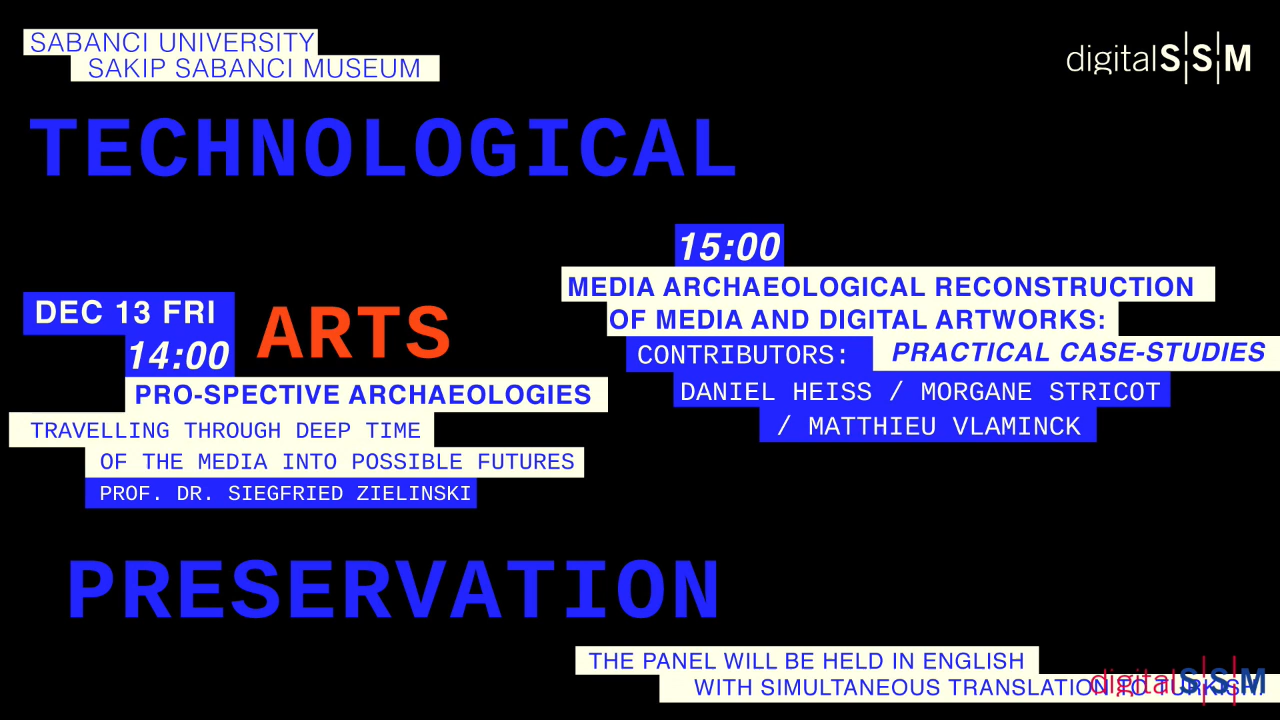 SABANCI UNIVERSITY
SAKIP SABANCI MUSEUM
digitalSSM
TECHNOLOGICAL
DEC 13 FRI
14:00
ARTS
PRO-SPECTIVE ARCHAEOLOGIES
TRAVELLING THROUGH DEEP TIME
OF THE MEDIA INTO POSSIBLE FUTURES
PROF. DR. SIEGFRIED ZIELINSKI
15:00
MEDIA ARCHAEOLOGICAL RECONSTRUCTION
OF MEDIA AND DIGITAL ARTWORKS:
PRACTICAL CASE-STUDIES
CONTRIBUTORS:
DANIEL HEISS / MORGANE STRICOT
/ MATTHIEU VLAMINCK
PRESERVATION
THE PANEL WILL BE HELD IN ENGLISH
WITH SIMULTANEOUS TRANSLATION TO TURKISH
digitalSSM